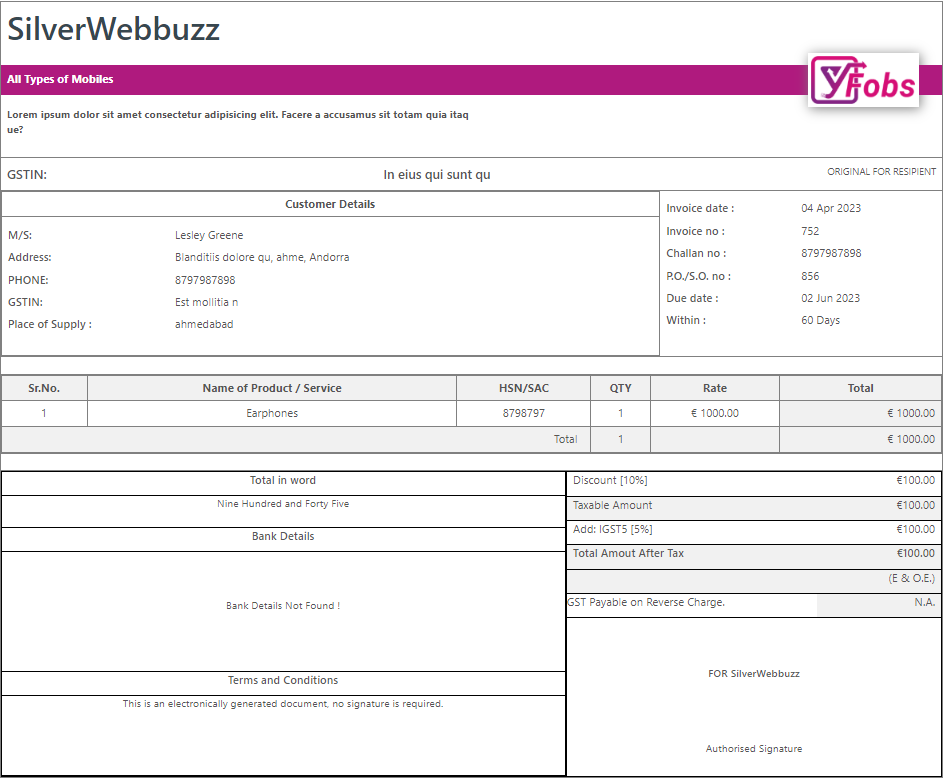 SilverWebbuzz
All Types of Mobiles
YFobs
Lorem ipsum dolor sit amet consectetur adipisicing elit. Facere a accusamus sit totam quia itaq
ue?
GSTIN: In eius qui sunt qu ORIGINAL FOR RESIPIENT
Customer Details
M/S: Lesley Greene
Address: Blanditiis dolore qu, ahme, Andorra
PHONE: 8797987898
GSTIN: Est mollitia n
Place of Supply : ahmedabad
Invoice date : 04 Apr 2023
Invoice no : 752
Challan no : 8797987898
P.O./S.O. no : 856
Due date : 02 Jun 2023
Within : 60 Days
Sr.No. Name of Product / Service HSN/SAC QTY Rate Total
1 Earphones 8798797 1 € 1000.00 € 1000.00
Total 1 € 1000.00
Total in word
Nine Hundred and Forty Five
Bank Details
Bank Details Not Found !
Terms and Conditions
This is an electronically generated document, no signature is required.
Discount [10%] €100.00
Taxable Amount €100.00
Add: IGST5 [5%] €100.00
Total Amout After Tax €100.00
(E & O.E.)
GST Payable on Reverse Charge. N.A.
FOR SilverWebbuzz
Authorised Signature